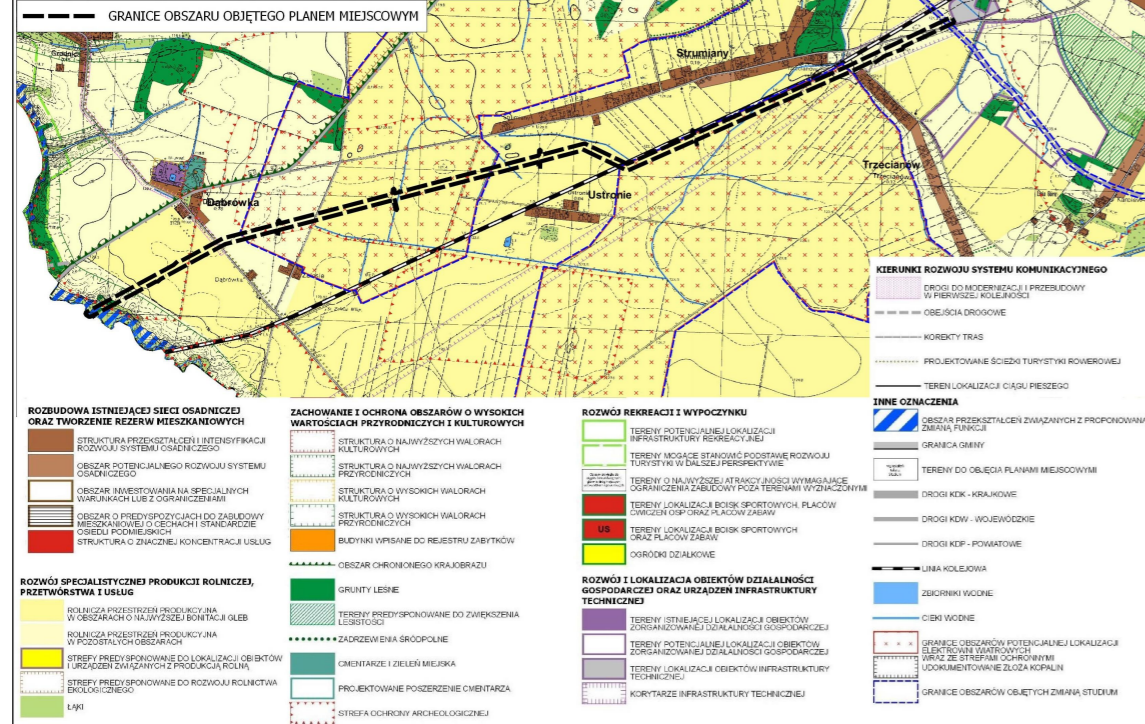 GRANICE OBSZARU OBJĘTEGO PLANEM MIEJSCOWYM
Strumiany
Trzecianów
Dąbrówka
Ustronie
Dąbrówka
KIERUNKI ROZWOJU SYSTEMU KOMUNIKACYJNEGO
DROGI DO MODERNIZACJI I PRZEBUDOWY
W PIERWSZEJ KOLEJNOŚCI
OBEJŚCIA DROGOWE
KOREKTY TRAS
PROJEKTOWANE ŚCIEŻKI TURYSTYKI ROWEROWEJ
TEREN LOKALIZACJI CIĄGU PIESZEGO
ROZBUDOWA ISTNIEJĄCEJ SIECI OSADNICZEJ
ORAZ TWORZENIE REZERW MIESZKANIOWYCH
STRUKTURA PRZEKSZTAŁCEŃ I INTENSYFIKACJI
ROZWOJU SYSTEMU OSADNICZEGO
OBSZAR POTENCJALNEGO ROZWOJU SYSTEMU
OSADNICZEGO
OBSZAR INWESTOWANIA NA SPECJALNYCH
WARUNKACH LUB Z OGRANICZENIAMI
OBSZAR O PREDYSPOZYCJACH DO ZABUDOWY
MIESZKANIOWEJ O CECHACH I STANDARDZIE
OSIEDLI PODMIEJSKICH
STRUKTURA O ZNACZNEJ KONCENTRACJI USŁUG
ROZWÓJ SPECJALISTYCZNEJ PRODUKCJI ROLNICZEJ,
PRZETWÓRSTWA I USŁUG
ROLNICZA PRZESTRZEŃ PRODUKCYJNA
W OBSZARACH O NAJWYŻSZEJ BONITACJI GLEB
ROLNICZA PRZESTRZEŃ PRODUKCYJNA
W POZOSTAŁYCH OBSZARACH
STREFY PREDYSPONOWANE DO LOKALIZACJI OBIEKTÓW
I URZĄDZEŃ ZWIĄZANYCH Z PRODUKCJĄ ROLNĄ
STREFY PREDYSPONOWANE DO ROZWOJU ROLNICTWA
EKOLOGICZNEGO
ŁĄKI
ZACHOWANIE I OCHRONA OBSZARÓW O WYSOKICH
WARTOŚCIACH PRZYRODNICZYCH I KULTUROWYCH
STRUKTURA O NAJWYŻSZYCH WALORACH
KULTUROWYCH
STRUKTURA O NAJWYŻSZYCH WALORACH
PRZYRODNICZYCH
STRUKTURA O WYSOKICH WALORACH
KULTUROWYCH
STRUKTURA O WYSOKICH WALORACH
PRZYRODNICZYCH
BUDYNKI WPISANE DO REJESTRU ZABYTKÓW
OBSZAR CHRONIONEGO KRAJOBRAZU
GRUNTY LEŚNE
TERENY PREDYSPONOWANE DO ZWIĘKSZENIA
LESISTOŚCI
ZADRZEWIENIA ŚRÓDPOLNE
CMENTARZE I ZIELEŃ MIEJSKA
PROJEKTOWANE POSZERZENIE CMENTARZA
STREFA OCHRONY ARCHEOLOGICZNEJ
ROZWÓJ REKREACJI I WYPOCZYNKU
TERENY POTENCJALNEJ LOKALIZACJI
INFRASTRUKTURY REKREACYJNEJ
TERENY MOGĄCE STANOWIĆ PODSTAWĘ ROZWOJU
TURYSTYKI W DALSZEJ PERSPEKTYWIE
TERENY O NAJWYŻSZEJ ATRAKCYJNOŚCI WYMAGAJĄCE
OGRANICZENIA ZABUDOWY POZA TERENAMI WYZNACZONYMI
TERENY LOKALIZACJI BOISK SPORTOWYCH, PLACÓW
ĆWICZEŃ OSP ORAZ PLACÓW ZABAW
US
TERENY LOKALIZACJI BOISK SPORTOWYCH
ORAZ PLACÓW ZABAW
OGRÓDKI DZIAŁKOWE
ROZWÓJ I LOKALIZACJA OBIEKTÓW DZIAŁALNOŚCI
GOSPODARCZEJ ORAZ URZĄDZEŃ INFRASTRUKTURY
TECHNICZNEJ
TERENY ISTNIEJĄCEJ LOKALIZACJI OBIEKTÓW
ZORGANIZOWANEJ DZIAŁALNOŚCI GOSPODARCZEJ
TERENY POTENCJALNEJ LOKALIZACJI OBIEKTÓW
ZORGANIZOWANEJ DZIAŁALNOŚCI GOSPODARCZEJ
TERENY LOKALIZACJI OBIEKTÓW INFRASTRUKTURY
TECHNICZNEJ
KORYTARZE INFRASTRUKTURY TECHNICZNEJ
INNE OZNACZENIA
OBSZAR PRZEKSZTAŁCEŃ ZWIĄZANYCH Z PROPONOWANĄ
ZMIANĄ FUNKCJI
GRANICA GMINY
TERENY DO OBJĘCIA PLANAMI MIEJSCOWYMI
DROGI KDK - KRAJKOWE
DROGI KDW - WOJEWÓDZKIE
DROGI KDP - POWIATOWE
LINIA KOLEJOWA
ZBIORNIKI WODNE
CIEKI WODNE
GRANICE OBSZARÓW POTENCJALNEJ LOKALIZACJI
ELEKTROWNI WIATROWYCH
WRAZ ZE STREFAMI OCHRONNYMI
UDOKUMENTOWANE ZŁOŻA KOPALIN
GRANICE OBSZARÓW OBJĘTYCH ZMIANĄ STUDIUM